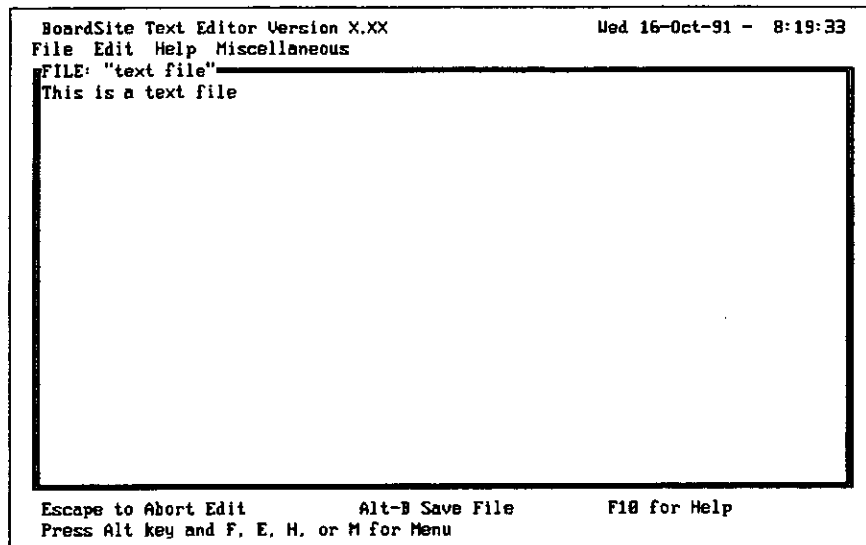 BoardSite Text Editor Version X.XX Wed 16-Oct-91 - 8:19:33
File Edit Help Miscellaneous
FILE: "text file"
This is a text file
Escape to Abort Edit Alt-B Save File F10 for Help
Press Alt key and F, E, H, or M for Menu